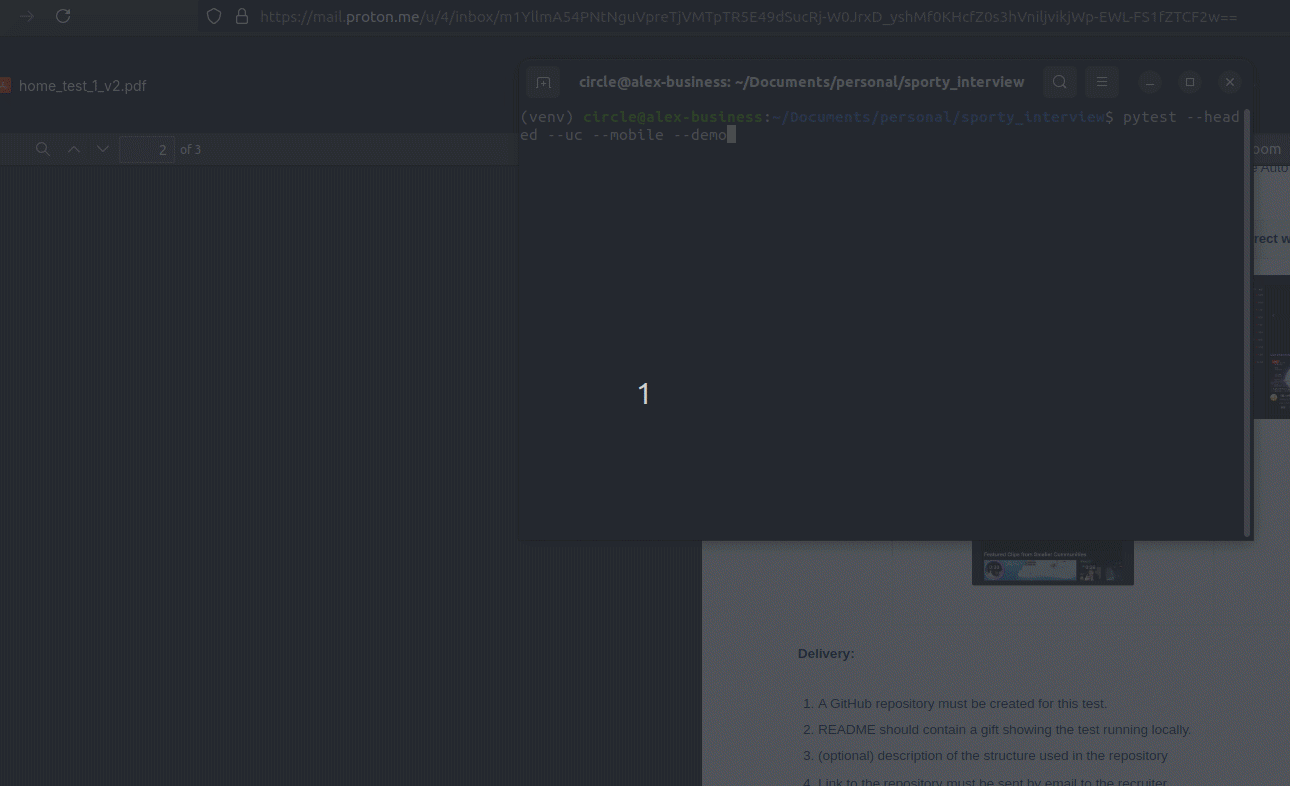 https://mail.proton.me/u/4/inbox/m1YllmA54PNtNguVpreTjVMTpTR5E49dSucRj-W0JrxD_yshMf0KHcfZ0s3hVniljvikjWp-EWL-FS1fZTCF2w==
home_test_1_v2.pdf
circle@alex-business: ~/Documents/personal/sporty_interview
(venv) circle@alex-business:~/Documents/personal/sporty_interview$ pytest --head
ed --uc --mobile --demo
2 of 3
oom
e Auto
rect w
1
Featured Clips from Smaller Communities
Delivery:
1. A GitHub repository must be created for this test.
2. README should contain a gift showing the test running locally.
3. (optional) description of the structure used in the repository
4. Link to the repository must be sent by email to the recruiter